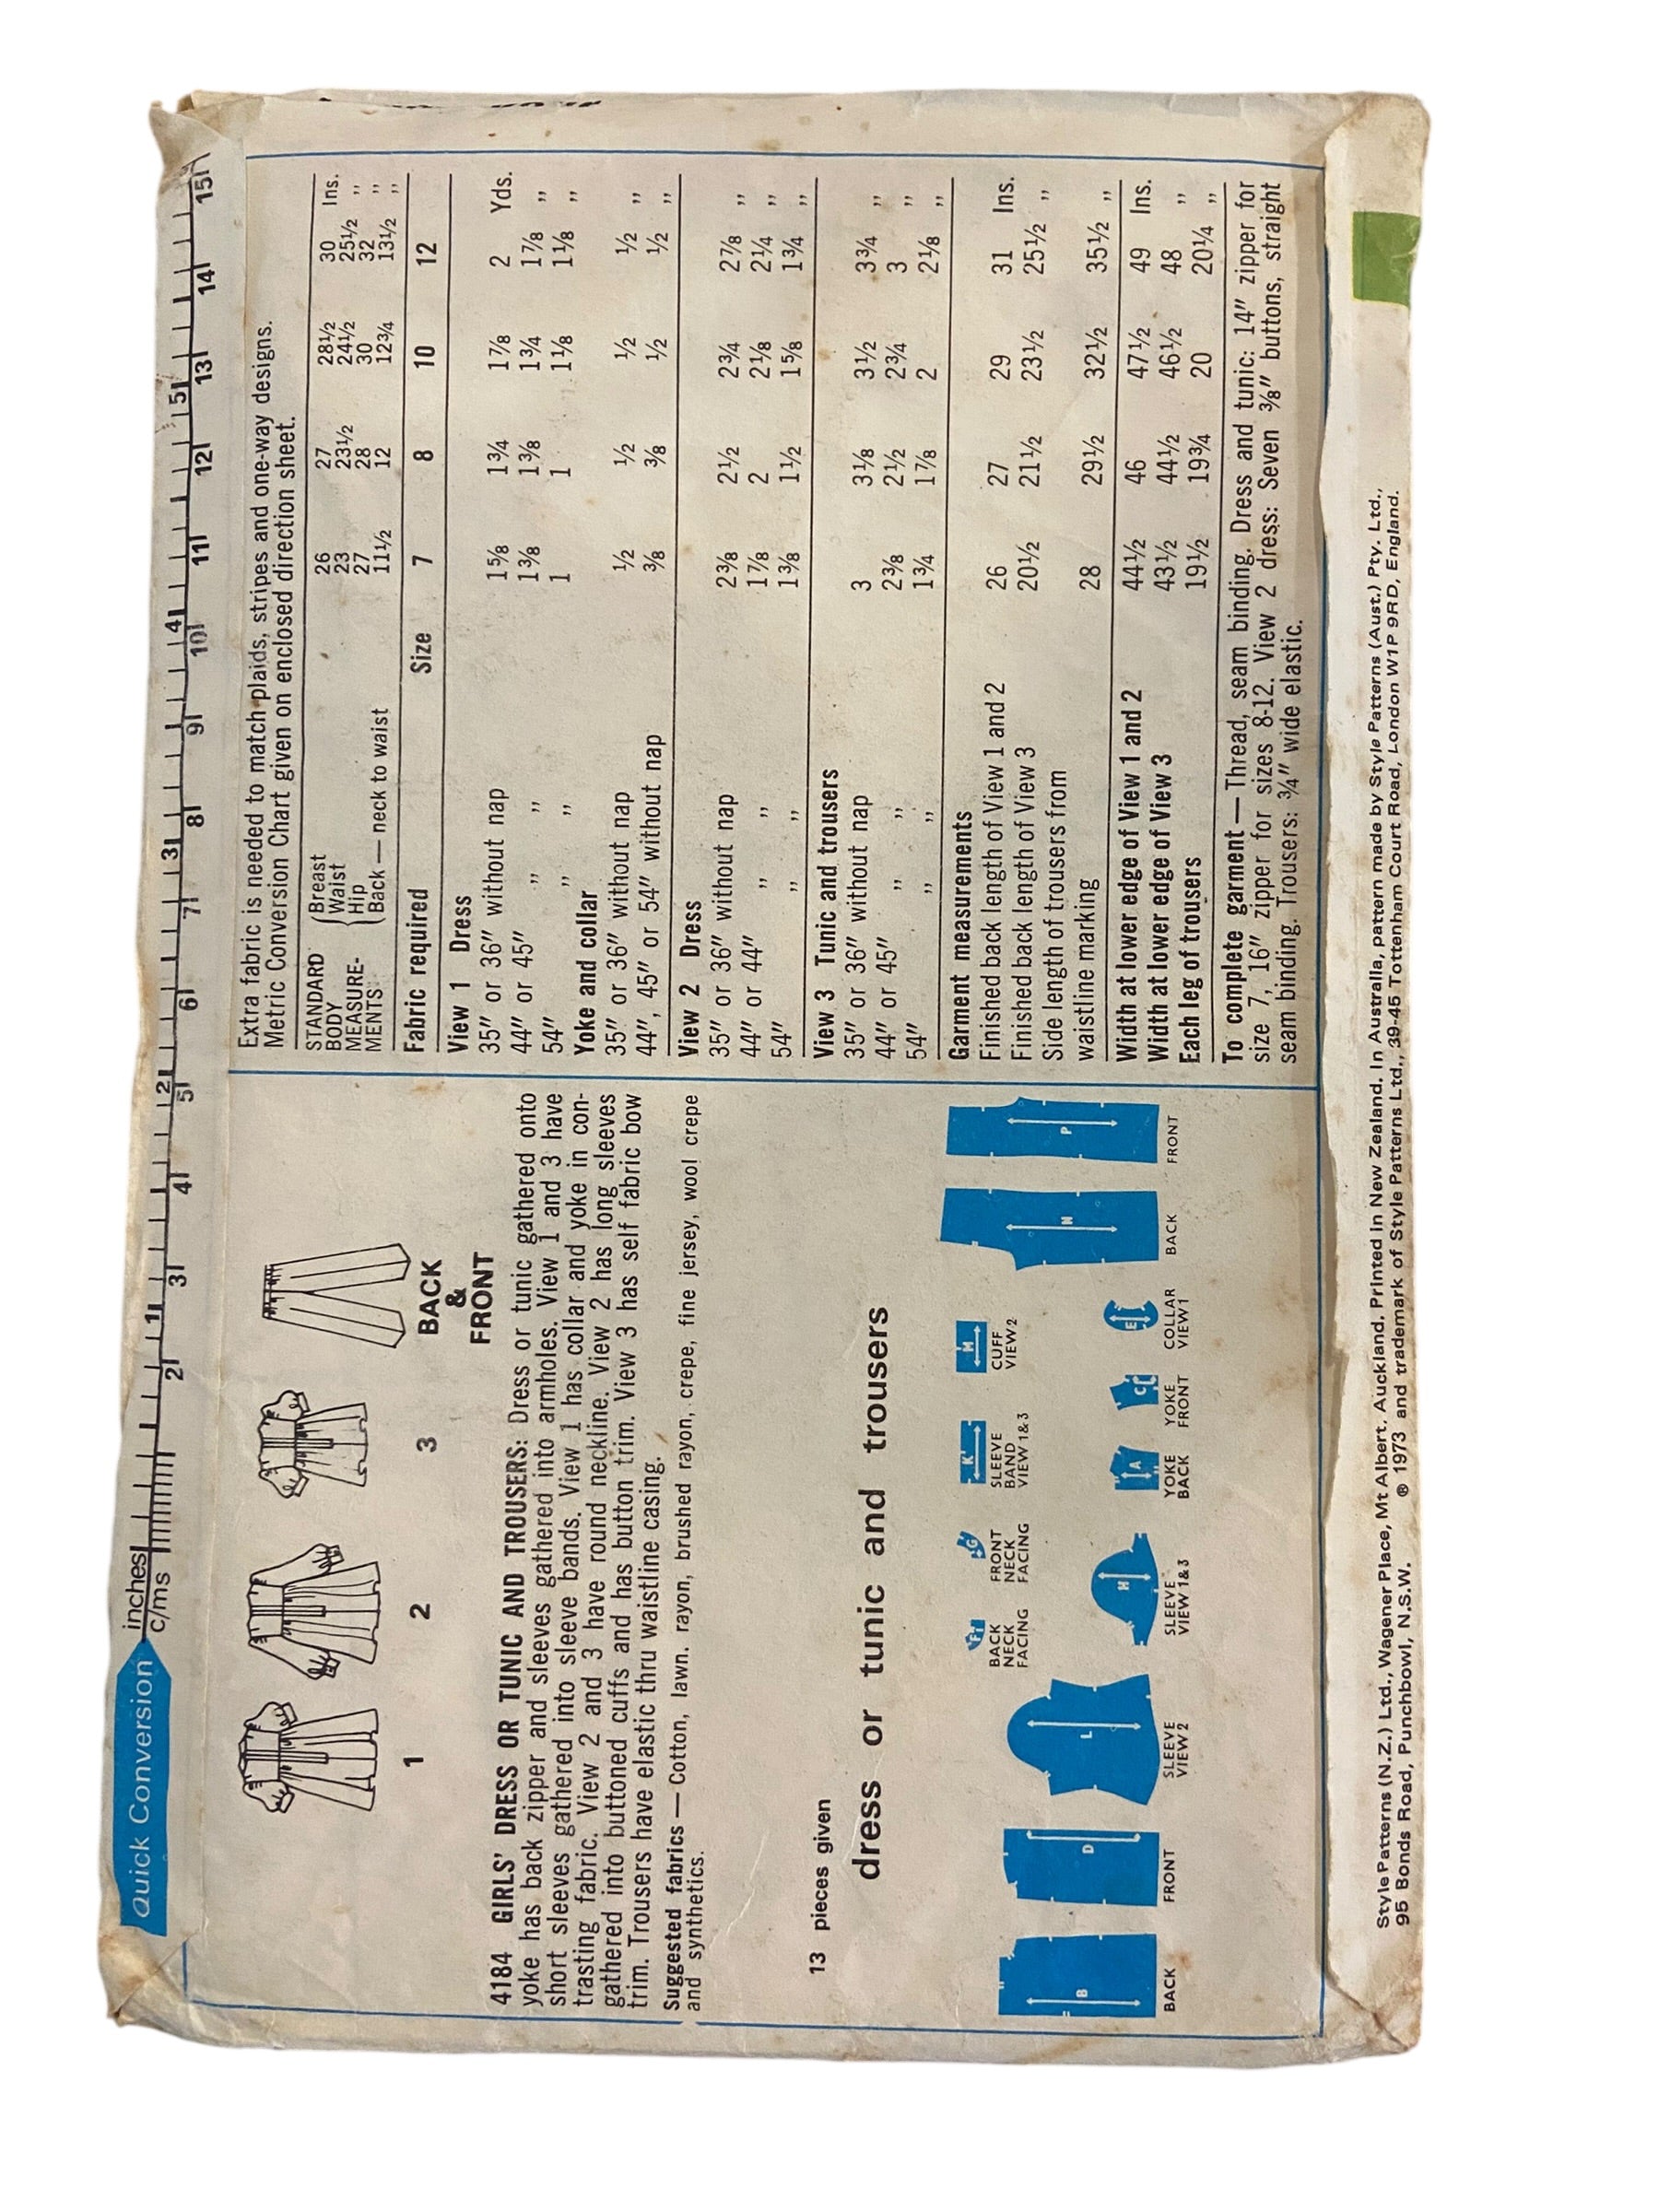 Quick Conversion
inches 1 2 3 4 5
c/ms 2 3 4 5 6 7 8 9 10 11 12 13 14 15
1 2 3
BACK
&
FRONT
4184 GIRLS' DRESS OR TUNIC AND TROUSERS: Dress or tunic gathered onto
yoke has back zipper and sleeves gathered into armholes. View 1 and 3 have
short sleeves gathered into sleeve bands. View 1 has collar and yoke in con-
trasting fabric. View 2 and 3 have round neckline. View 2 has long sleeves
gathered into buttoned cuffs and has button trim. View 3 has self fabric bow
trim. Trousers have elastic thru waistline casing.
Suggested fabrics — Cotton, lawn. rayon, brushed rayon, crepe, fine jersey, wool crepe
and synthetics.
13 pieces given
dress or tunic and trousers
B
BACK
D
FRONT
L
SLEEVE
VIEW 2
F
BACK
NECK
FACING
G
FRONT
NECK
FACING
K
SLEEVE
BAND
VIEW 1&3
M
CUFF
VIEW 2
H
SLEEVE
VIEW 1&3
A
YOKE
BACK
C
YOKE
FRONT
E
COLLAR
VIEW 1
N
BACK
P
FRONT
Extra fabric is needed to match plaids, stripes and one-way designs.
Metric Conversion Chart given on enclosed direction sheet.
STANDARD BODY MEASURE-MENTS
Breast 26 27 28½ 30 Ins.
Waist 23 23½ 24½ 25½ ,,
Hip 27 28 30 32 ,,
Back — neck to waist 11½ 12 12¾ 13½ ,,
Fabric required Size 7 8 10 12
View 1 Dress
35" or 36" without nap 1⅝ 1¾ 1⅞ 2 Yds.
44" or 45" ,, ,, 1⅜ 1⅜ 1¾ 1⅞ ,,
54" ,, ,, 1 1 1⅛ 1⅛ ,,
Yoke and collar
35" or 36" without nap ½ ½ ½ ½ ,,
44", 45" or 54" without nap ⅜ ⅜ ½ ½ ,,
View 2 Dress
35" or 36" without nap 2⅜ 2½ 2¾ 2⅞ ,,
44" or 44" ,, ,, 1⅞ 2 2⅛ 2¼ ,,
54" ,, ,, 1⅜ 1½ 1⅝ 1¾ ,,
View 3 Tunic and trousers
35" or 36" without nap 3 3⅛ 3½ 3¾ ,,
44" or 45" ,, ,, 2⅜ 2½ 2¾ 3 ,,
54" ,, ,, 1¾ 1⅞ 2 2⅛ ,,
Garment measurements
Finished back length of View 1 and 2 26 27 29 31 Ins.
Finished back length of View 3 20½ 21½ 23½ 25½ ,,
Side length of trousers from
waistline marking 28 29½ 32½ 35½ ,,
Width at lower edge of View 1 and 2 44½ 46 47½ 49 Ins.
Width at lower edge of View 3 43½ 44½ 46½ 48 ,,
Each leg of trousers 19½ 19¾ 20 20¼ ,,
To complete garment — Thread, seam binding. Dress and tunic: 14" zipper for
size 7, 16" zipper for sizes 8-12. View 2 dress: Seven ⅜" buttons, straight
seam binding. Trousers: ¾" wide elastic.
Style Patterns (N.Z.) Ltd., Wagener Place, Mt Albert, Auckland. Printed in New Zealand. In Australia, pattern made by Style Patterns (Aust.) Pty. Ltd.,
95 Bonds Road, Punchbowl, N.S.W. ® 1973 and trademark of Style Patterns Ltd., 39-45 Tottenham Court Road, London W1P 9RD, England.